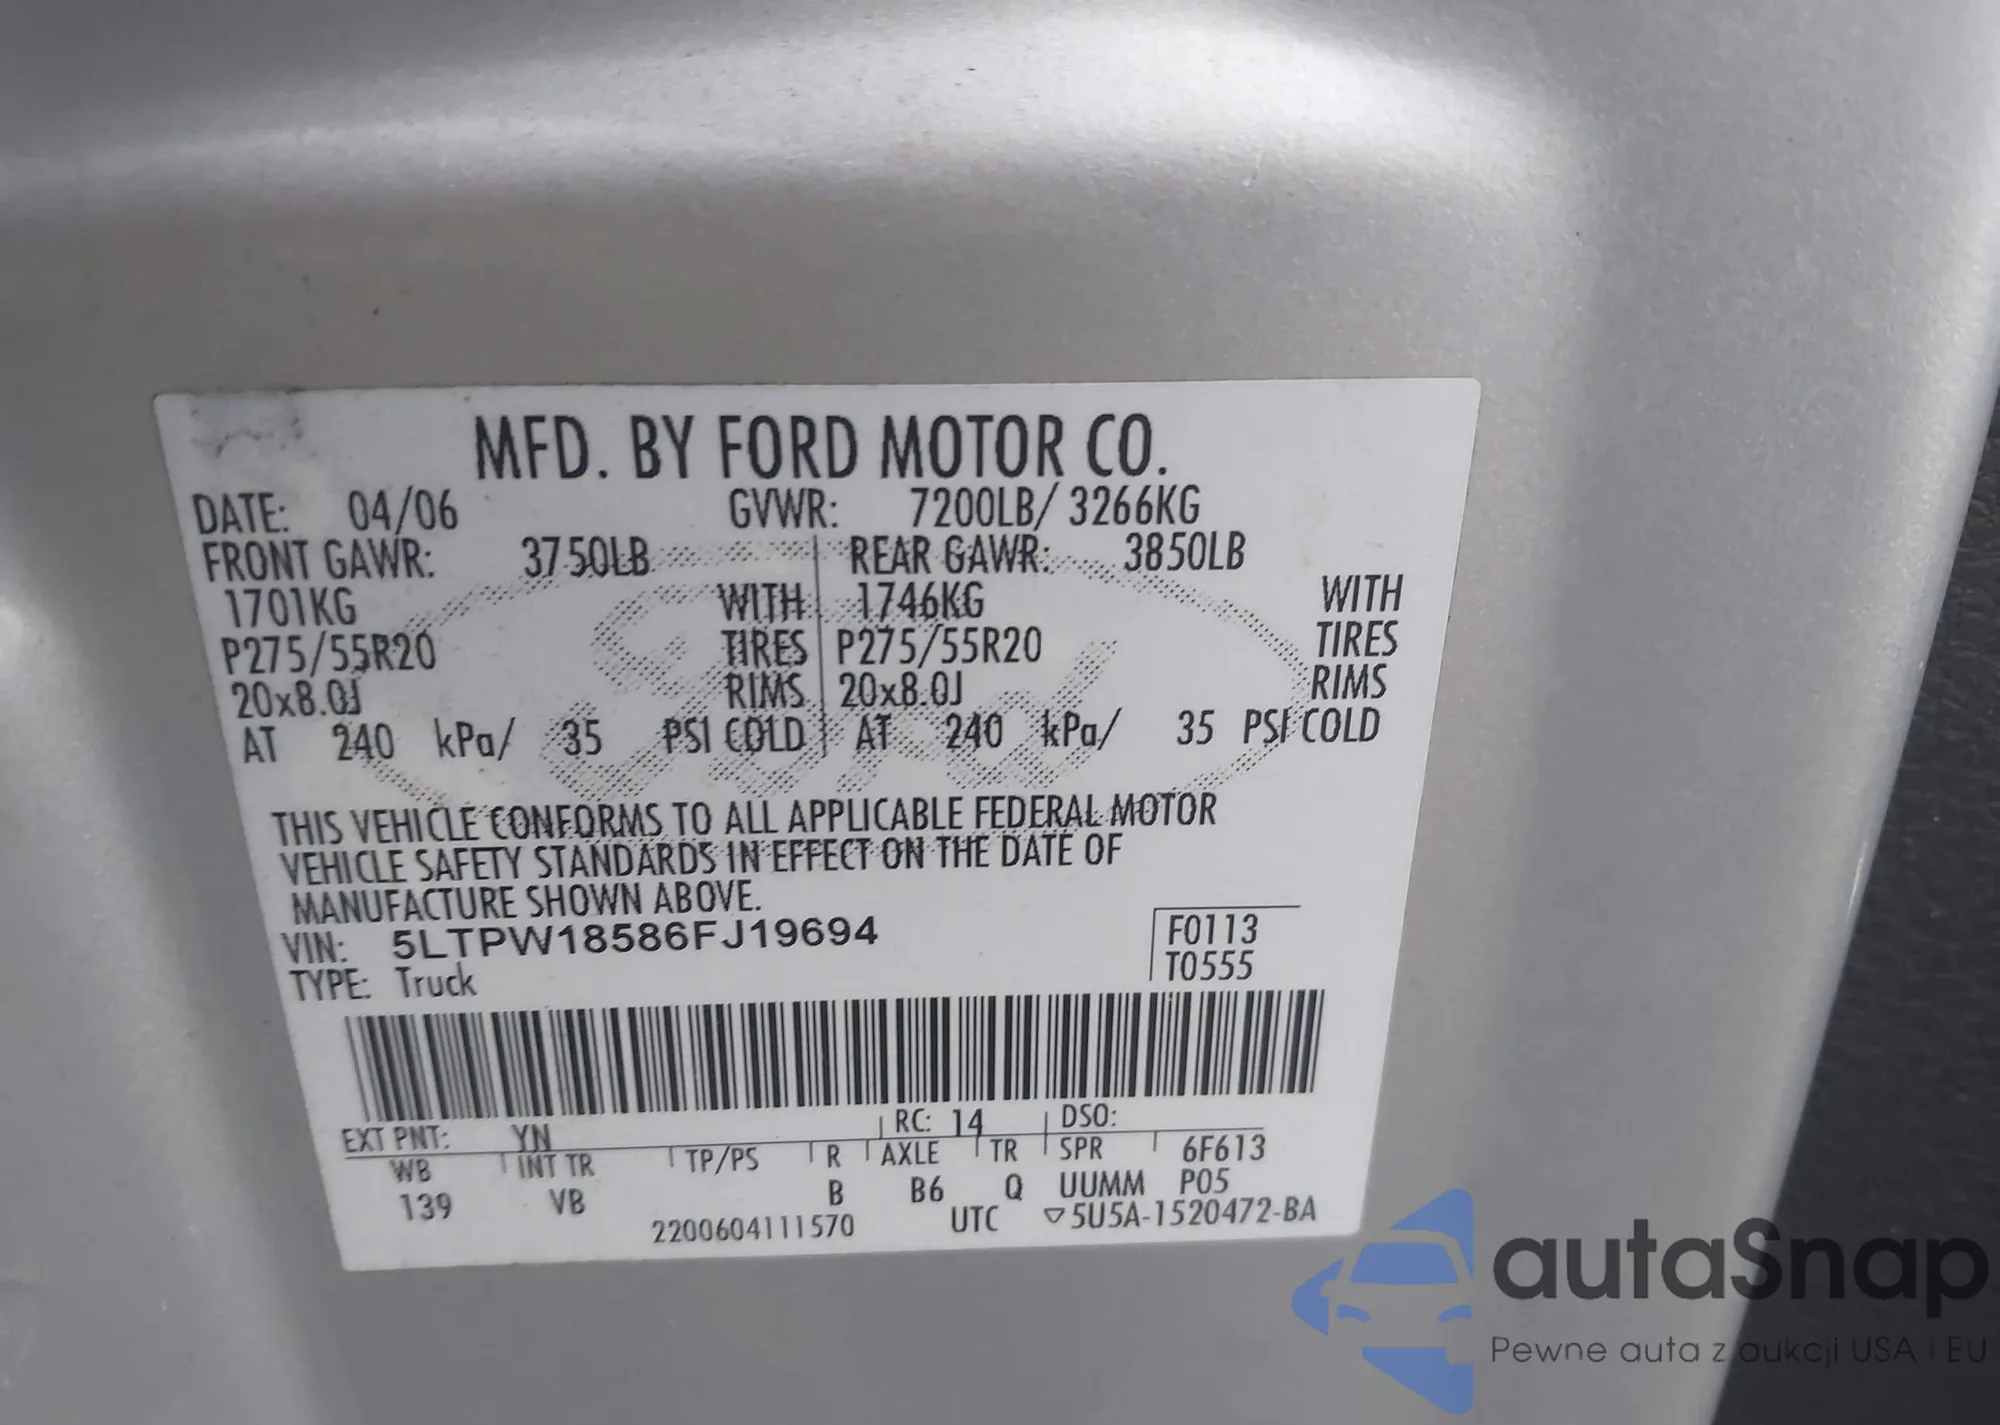 MFD. BY FORD MOTOR CO.
DATE: 04/06 GVWR: 7200LB/ 3266KG
FRONT GAWR: 3750LB REAR GAWR: 3850LB
1701KG WITH 1746KG WITH
P275/55R20 TIRES P275/55R20 TIRES
20x8.0J RIMS 20x8.0J RIMS
AT 240 kPa/ 35 PSI COLD AT 240 kPa/ 35 PSI COLD
THIS VEHICLE CONFORMS TO ALL APPLICABLE FEDERAL MOTOR
VEHICLE SAFETY STANDARDS IN EFFECT ON THE DATE OF
MANUFACTURE SHOWN ABOVE.
VIN: 5LTPW18586FJ19694 F0113
TYPE: Truck T0555
EXT PNT: YN RC: 14 DSO:
WB INT TR TP/PS R AXLE TR SPR 6F613
139 VB B B6 Q UUMM P05
2200604111570 UTC ▽5U5A-1520472-BA
autaSnap
Pewne auta z aukcji USA i EU